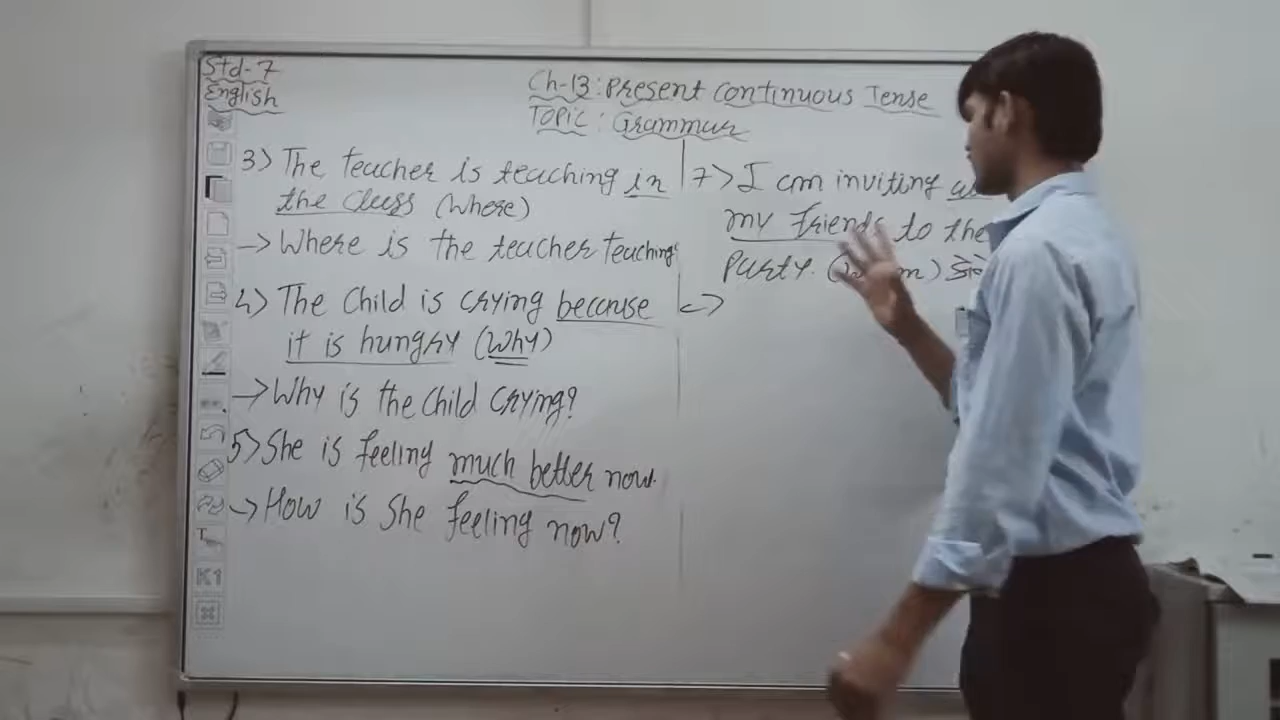 Std-7
English
Ch-13: Present Continuous Tense
Topic: Grammar
3) The teacher is teaching in
the class (Where)
-> Where is the teacher teaching?
4) The Child is crying because
it is hungry (Why)
-> Why is the Child Crying?
5) She is feeling much better now.
-> How is She feeling now?
7) I am inviting
my friends to the
Party.
->
T
K1